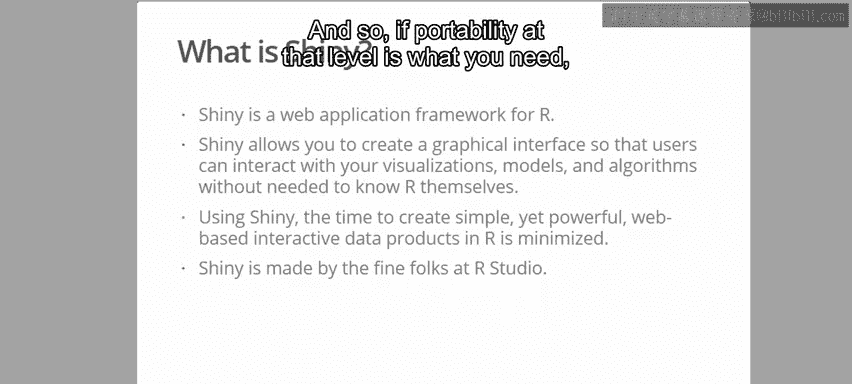 And so, if portability at
What is Shiny?
that level is what you need,
· Shiny is a web application framework for R.
· Shiny allows you to create a graphical interface so that users
can interact with your visualizations, models, and algorithms
without needed to know R themselves.
· Using Shiny, the time to create simple, yet powerful, web-
based interactive data products in R is minimized.
· Shiny is made by the fine folks at R Studio.